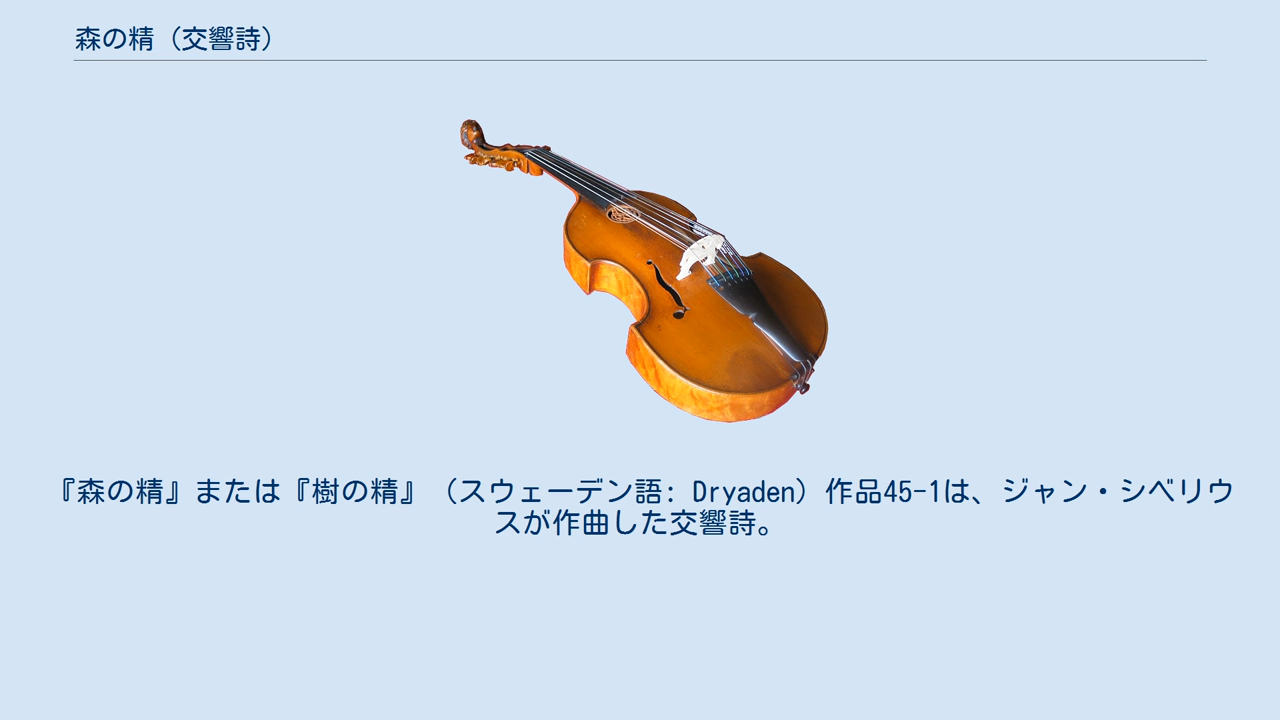 森の精（交響詩）
『森の精』または『樹の精』（スウェーデン語: Dryaden）作品45-1は、ジャン・シベリウ
スが作曲した交響詩。